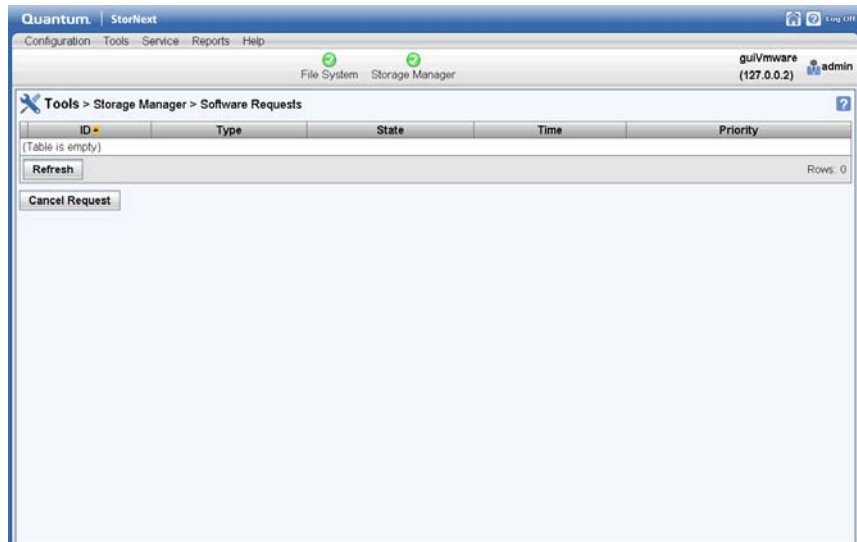 Quantum. StorNext Log Off
Configuration Tools Service Reports Help
File System Storage Manager
guiVmware
(127.0.0.2)
admin
Tools > Storage Manager > Software Requests
ID Type State Time Priority
(Table is empty)
Refresh Rows: 0
Cancel Request